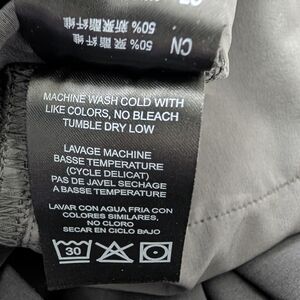 CN
50% 新聚酯纤维
50% 聚酯纤维
MACHINE WASH COLD WITH
LIKE COLORS, NO BLEACH
TUMBLE DRY LOW
LAVAGE MACHINE
BASSE TEMPERATURE
(CYCLE DELICAT)
PAS DE JAVEL SECHAGE
A BASSE TEMPERATURE
LAVAR CON AGUA FRIA CON
COLORES SIMILARES,
NO CLORO
SECAR EN CICLO BAJO
30